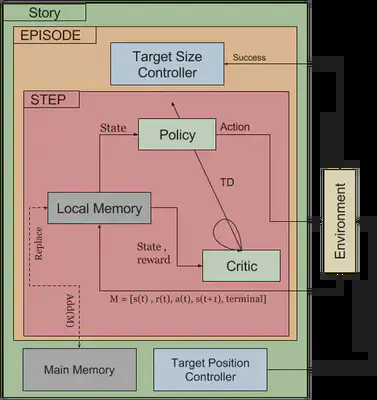 Story
EPISODE
Target Size
Controller
Success
STEP
State
Policy
Action
TD
Local Memory
State ,
reward
Critic
Replace
Add(M)
M = [s(t) , r(t), a(t), s(t+1), terminal]
Environment
Main Memory
Target Position
Controller